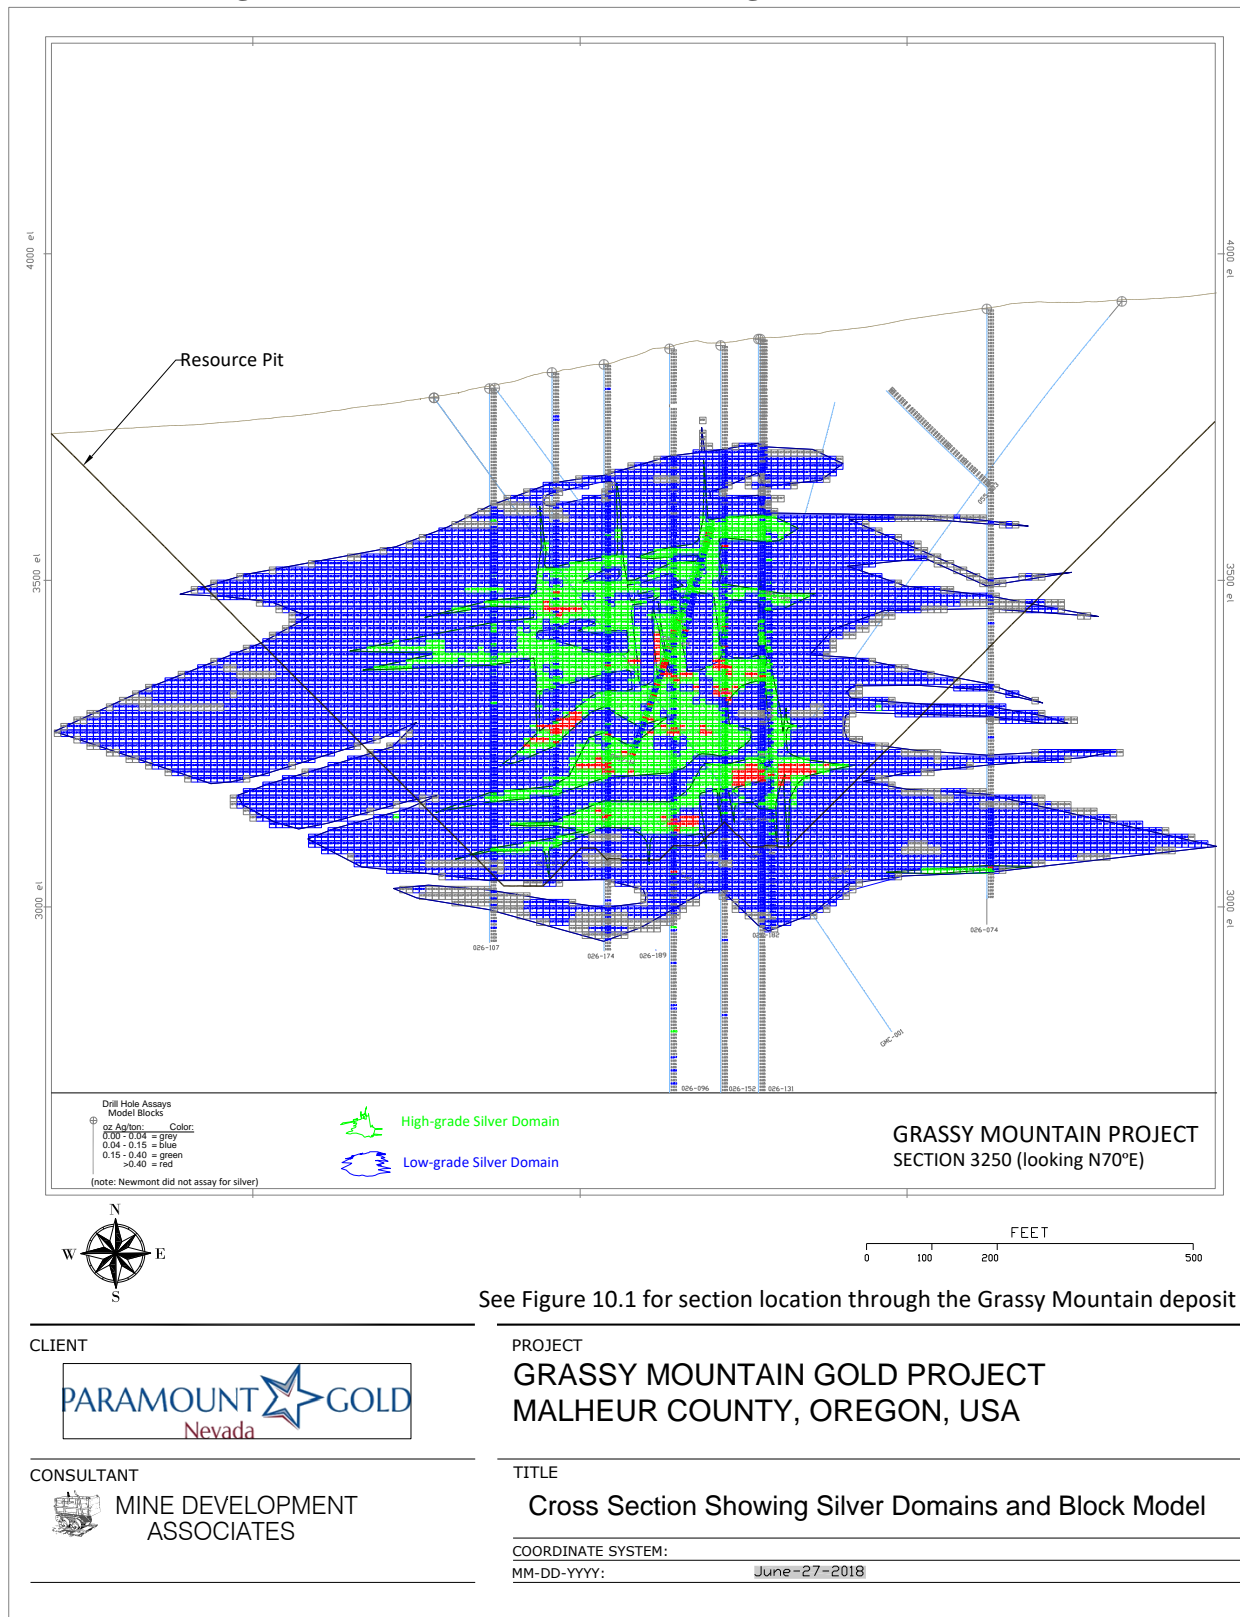 4000 el
4000 el
Resource Pit
3500 el
3500 el
3000 el
3000 el
026-107
026-174
026-189
026-182
026-074
GMC-001
026-096
026-152
026-131
Drill Hole Assays
Model Blocks
oz Ag/ton: Color:
0.00 - 0.04 = grey
0.04 - 0.15 = blue
0.15 - 0.40 = green
>0.40 = red
(note: Newmont did not assay for silver)
High-grade Silver Domain
Low-grade Silver Domain
GRASSY MOUNTAIN PROJECT
SECTION 3250 (looking N70°E)
N
W E
S
FEET
0 100 200 500
See Figure 10.1 for section location through the Grassy Mountain deposit
CLIENT
PARAMOUNT GOLD
Nevada
PROJECT
GRASSY MOUNTAIN GOLD PROJECT
MALHEUR COUNTY, OREGON, USA
CONSULTANT
MINE DEVELOPMENT
ASSOCIATES
TITLE
Cross Section Showing Silver Domains and Block Model
COORDINATE SYSTEM:
MM-DD-YYYY: June-27-2018